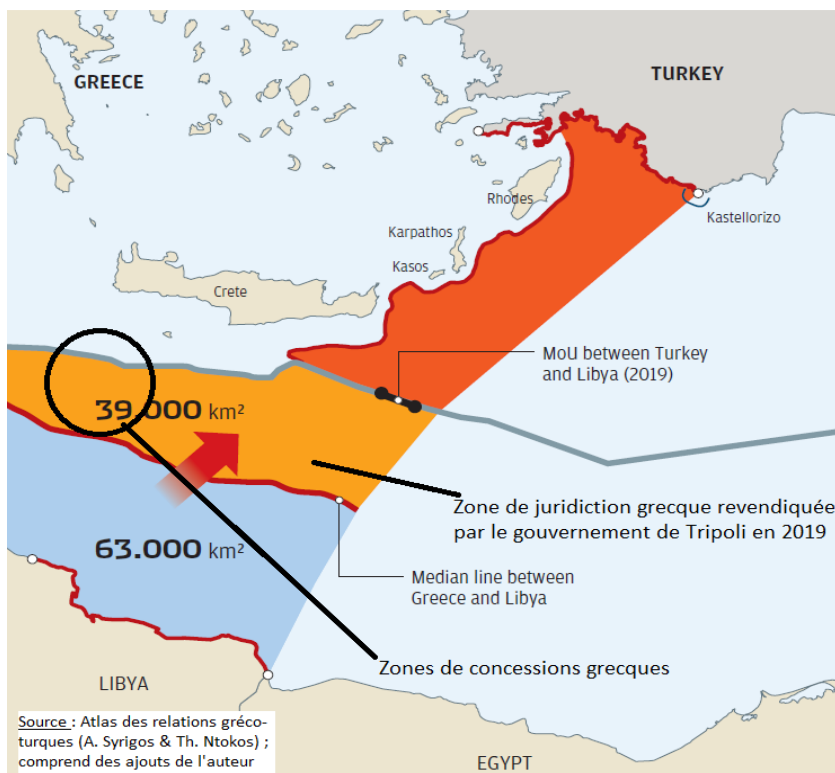 GREECE
TURKEY
Rhodes
Kastellorizo
Karpathos
Kasos
Crete
MoU between Turkey
and Libya (2019)
39.000 km²
Zone de juridiction grecque revendiquée
par le gouvernement de Tripoli en 2019
63.000 km²
Median line between
Greece and Libya
Zones de concessions grecques
LIBYA
Source : Atlas des relations gréco-
turques (A. Syrigos & Th. Ntokos) ;
comprend des ajouts de l'auteur
EGYPT